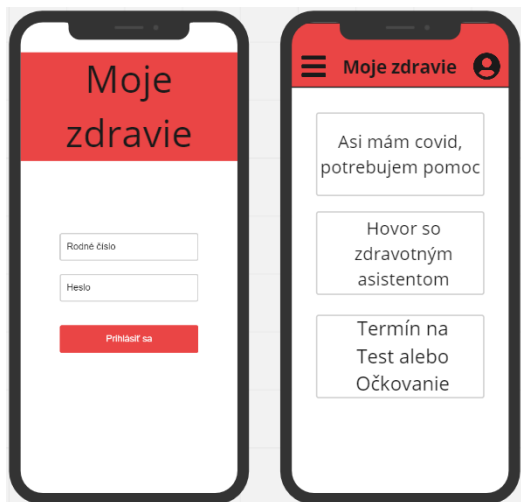 Moje
zdravie
Rodné číslo
Heslo
Prihlásiť sa
Moje zdravie
Asi mám covid,
potrebujem pomoc
Hovor so
zdravotným
asistentom
Termín na
Test alebo
Očkovanie